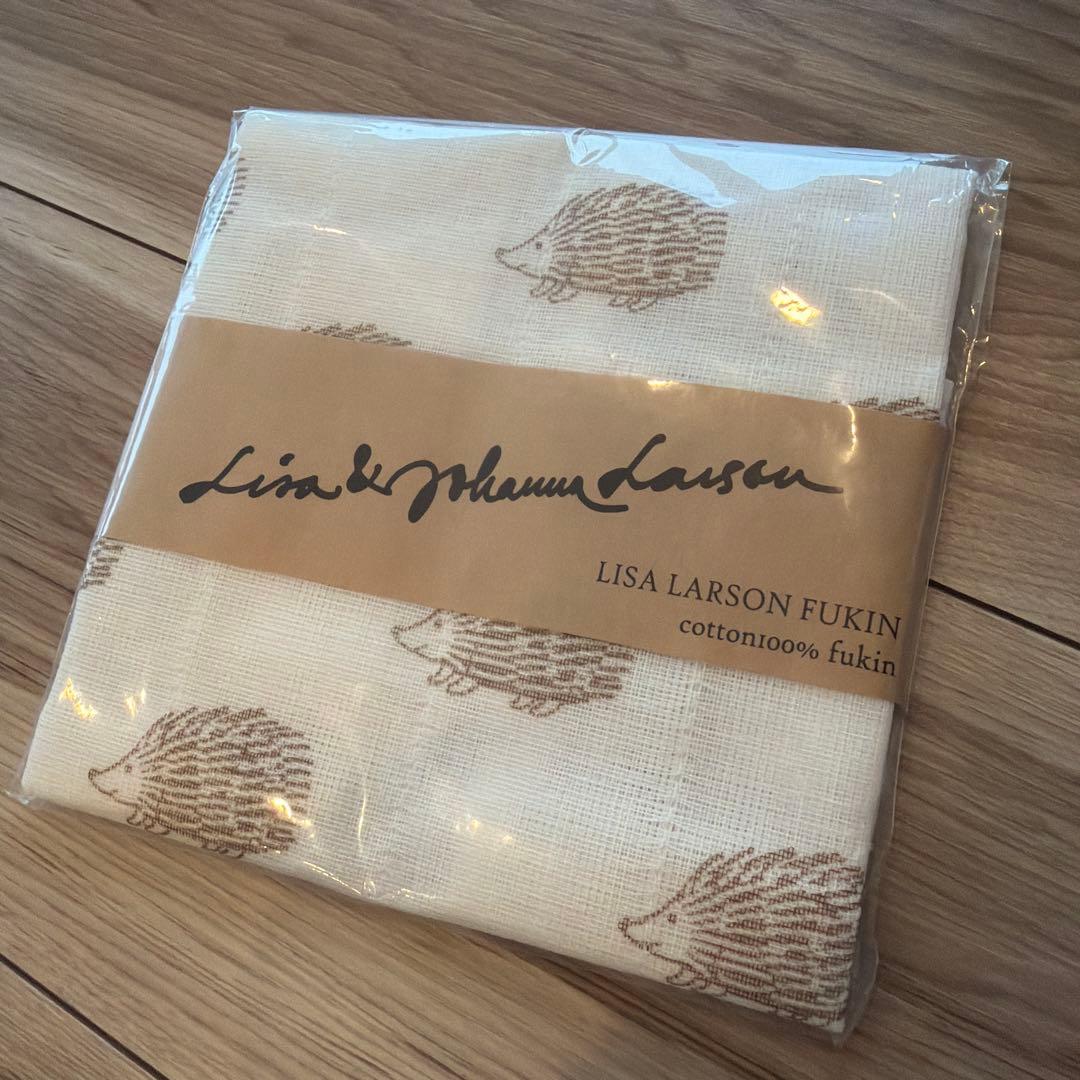 Lisa & Johanna Larson
LISA LARSON FUKIN
cotton100% fukin